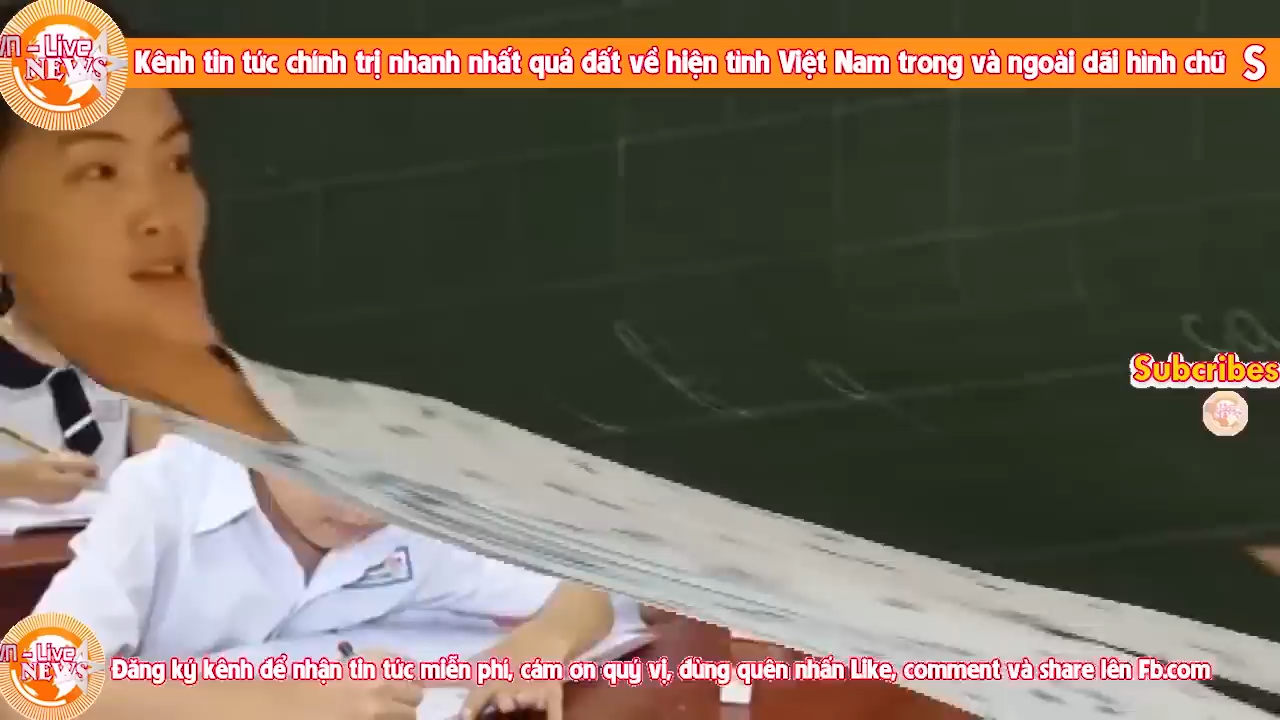 VN - Live
NEWS
Kênh tin tức chính trị nhanh nhất quả đất về hiện tình Việt Nam trong và ngoài dãi hình chữ S
Subcribes
VN - Live
NEWS
Đăng ký kênh để nhận tin tức miễn phí, cám ơn quý vị, đừng quên nhấn Like, comment và share lên Fb.com